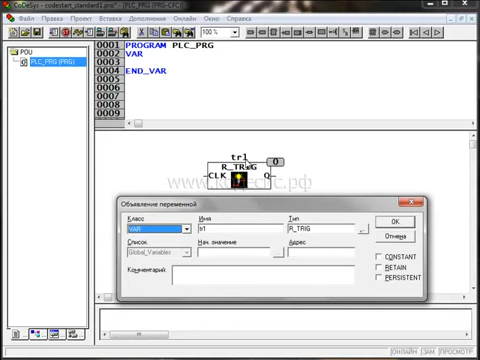 CoDeSys - codestart_standard1.pro* - [PLC_PRG (PRG-CFC)]
Файл Правка Проект Вставка Дополнения Онлайн Окно Справка
100 %
POU
PLC_PRG (PRG)
0001 PROGRAM PLC_PRG
0002 VAR
0003
0004 END_VAR
0005
0006
0007
0008
0009
tr1
R_TRIG
0
CLK Q
Объявление переменной
Класс Имя Тип
VAR tr1 R_TRIG
OK
Отмена
Список Нач. значение Адрес
Global_Variables
CONSTANT
RETAIN
PERSISTENT
Комментарий:
ОНЛАЙН ЗАМ ПРОСМОТР